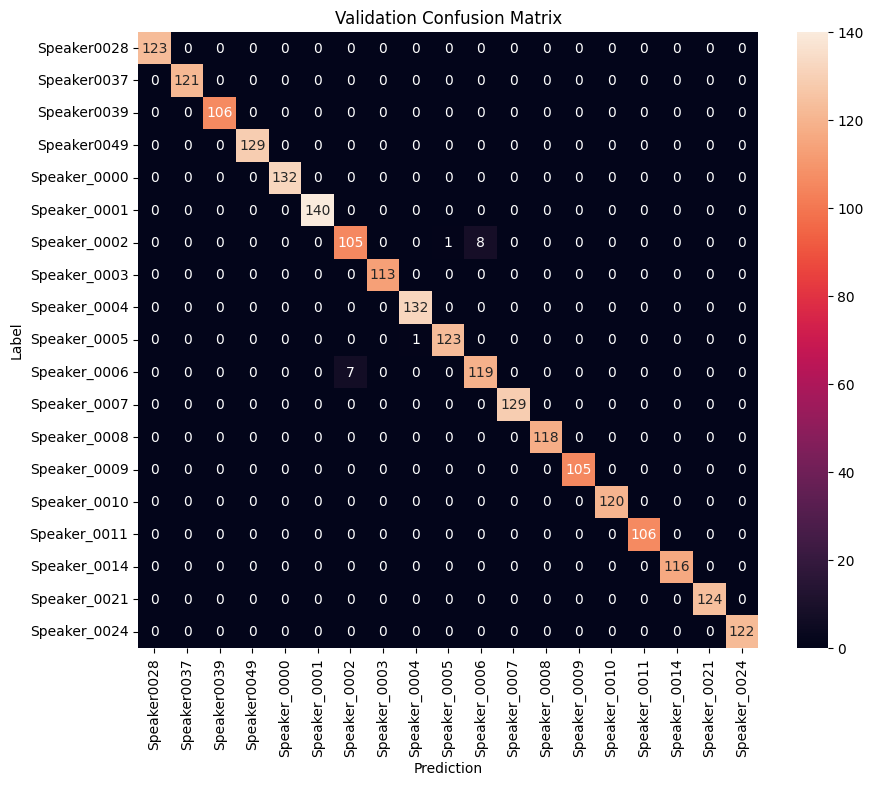 Validation Confusion Matrix
Speaker0028 123 0 0 0 0 0 0 0 0 0 0 0 0 0 0 0 0 0 0
Speaker0037 0 121 0 0 0 0 0 0 0 0 0 0 0 0 0 0 0 0 0
Speaker0039 0 0 106 0 0 0 0 0 0 0 0 0 0 0 0 0 0 0 0
Speaker0049 0 0 0 129 0 0 0 0 0 0 0 0 0 0 0 0 0 0 0
Speaker_0000 0 0 0 0 132 0 0 0 0 0 0 0 0 0 0 0 0 0 0
Speaker_0001 0 0 0 0 0 140 0 0 0 0 0 0 0 0 0 0 0 0 0
Speaker_0002 0 0 0 0 0 0 105 0 0 1 8 0 0 0 0 0 0 0 0
Speaker_0003 0 0 0 0 0 0 0 113 0 0 0 0 0 0 0 0 0 0 0
Speaker_0004 0 0 0 0 0 0 0 0 132 0 0 0 0 0 0 0 0 0 0
Speaker_0005 0 0 0 0 0 0 0 0 1 123 0 0 0 0 0 0 0 0 0
Speaker_0006 0 0 0 0 0 0 7 0 0 0 119 0 0 0 0 0 0 0 0
Speaker_0007 0 0 0 0 0 0 0 0 0 0 0 129 0 0 0 0 0 0 0
Speaker_0008 0 0 0 0 0 0 0 0 0 0 0 0 118 0 0 0 0 0 0
Speaker_0009 0 0 0 0 0 0 0 0 0 0 0 0 0 105 0 0 0 0 0
Speaker_0010 0 0 0 0 0 0 0 0 0 0 0 0 0 0 120 0 0 0 0
Speaker_0011 0 0 0 0 0 0 0 0 0 0 0 0 0 0 0 106 0 0 0
Speaker_0014 0 0 0 0 0 0 0 0 0 0 0 0 0 0 0 0 116 0 0
Speaker_0021 0 0 0 0 0 0 0 0 0 0 0 0 0 0 0 0 0 124 0
Speaker_0024 0 0 0 0 0 0 0 0 0 0 0 0 0 0 0 0 0 0 122
Label
Speaker0028
Speaker0037
Speaker0039
Speaker0049
Speaker_0000
Speaker_0001
Speaker_0002
Speaker_0003
Speaker_0004
Speaker_0005
Speaker_0006
Speaker_0007
Speaker_0008
Speaker_0009
Speaker_0010
Speaker_0011
Speaker_0014
Speaker_0021
Speaker_0024
Prediction
140
120
100
80
60
40
20
0